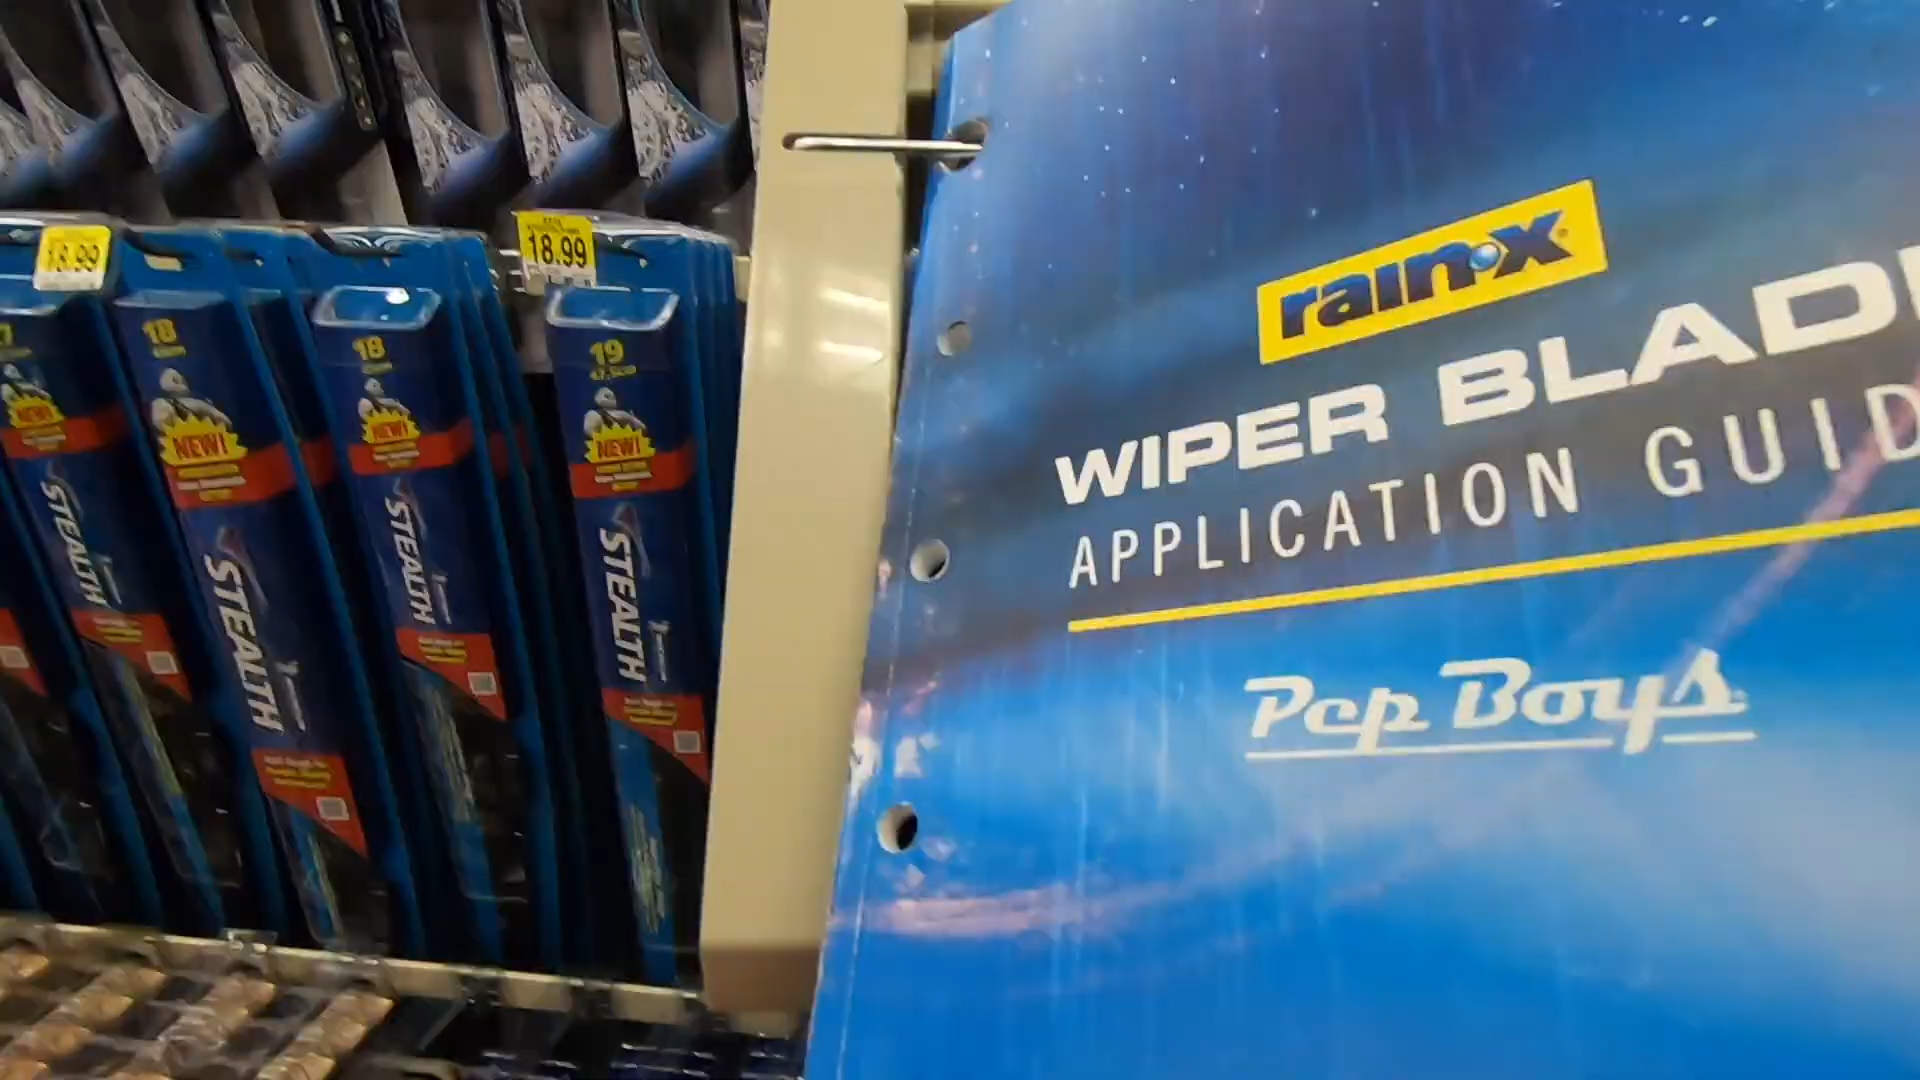 18.99
18.99
18
18
19
NEW!
NEW!
NEW!
NEW!
STEALTH
STEALTH
STEALTH
STEALTH
rain-x
WIPER BLAD
APPLICATION GUID
Pep Boys